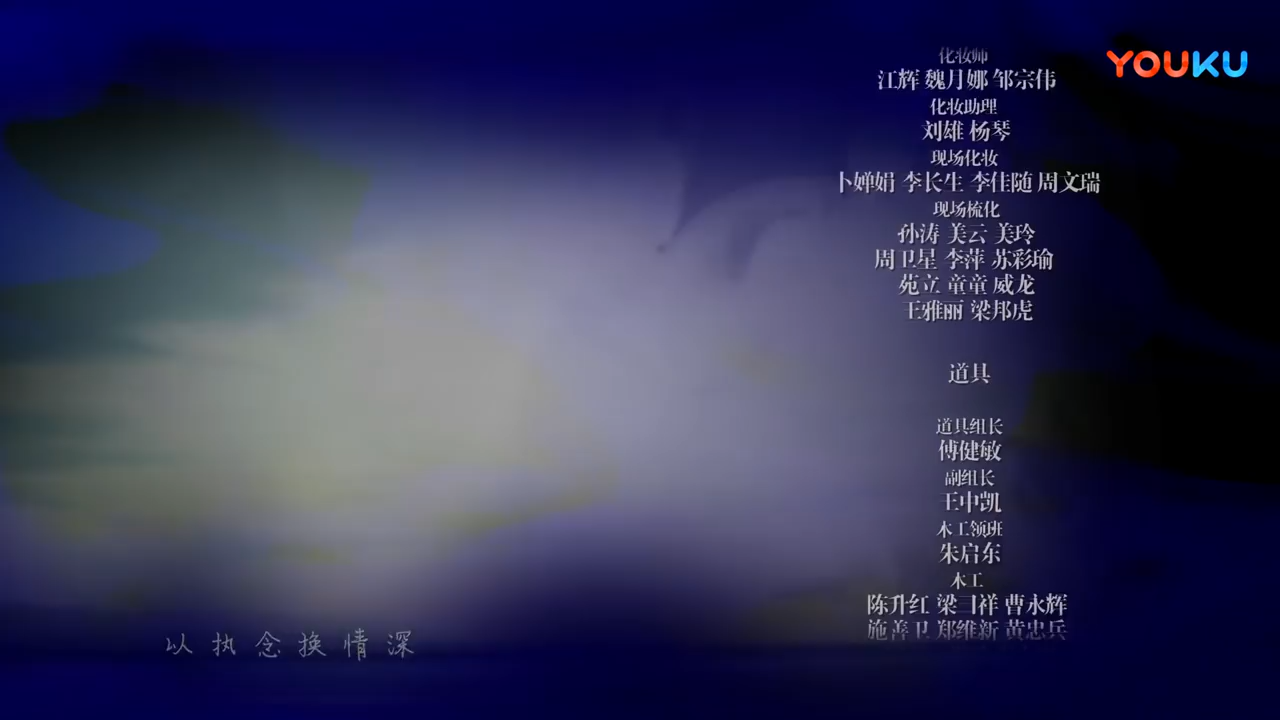 化妆师
YOUKU
江辉 魏月娜 邹宗伟
化妆助理
刘雄 杨琴
现场化妆
卜婵娟 李长生 李佳随 周文瑞
现场梳化
孙涛 美云 美玲
周卫星 李萍 苏彩瑜
苑立 童童 威龙
王雅丽 梁邦虎
道具
道具组长
傅健敏
副组长
王中凯
木工领班
朱启东
木工
陈升红 梁 曹永辉
施善卫 郑维新 黄忠兵
以执念换情深